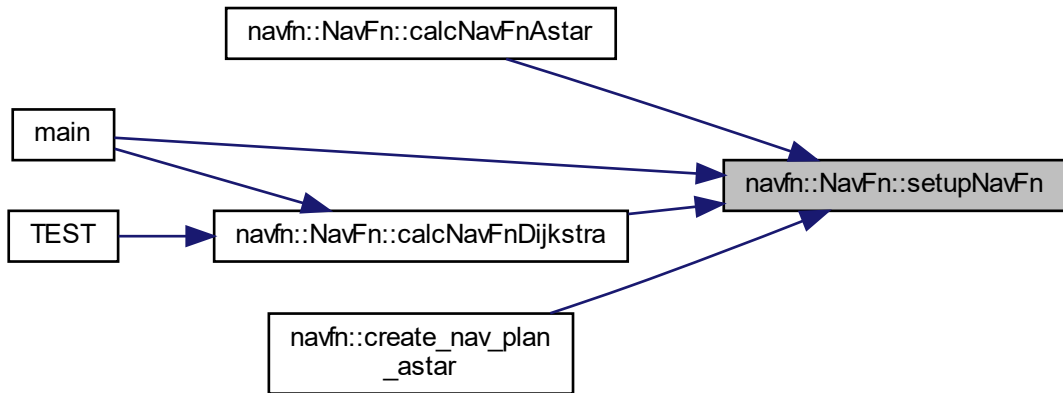 navfn::NavFn::calcNavFnAstar
main
navfn::NavFn::setupNavFn
TEST
navfn::NavFn::calcNavFnDijkstra
navfn::create_nav_plan
_astar